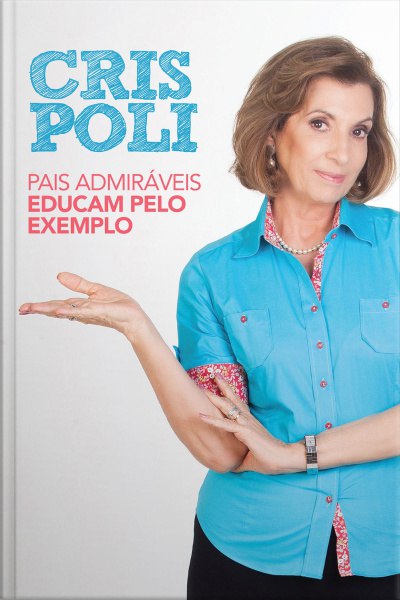 CRIS
POLI
PAIS ADMIRÁVEIS
EDUCAM PELO
EXEMPLO